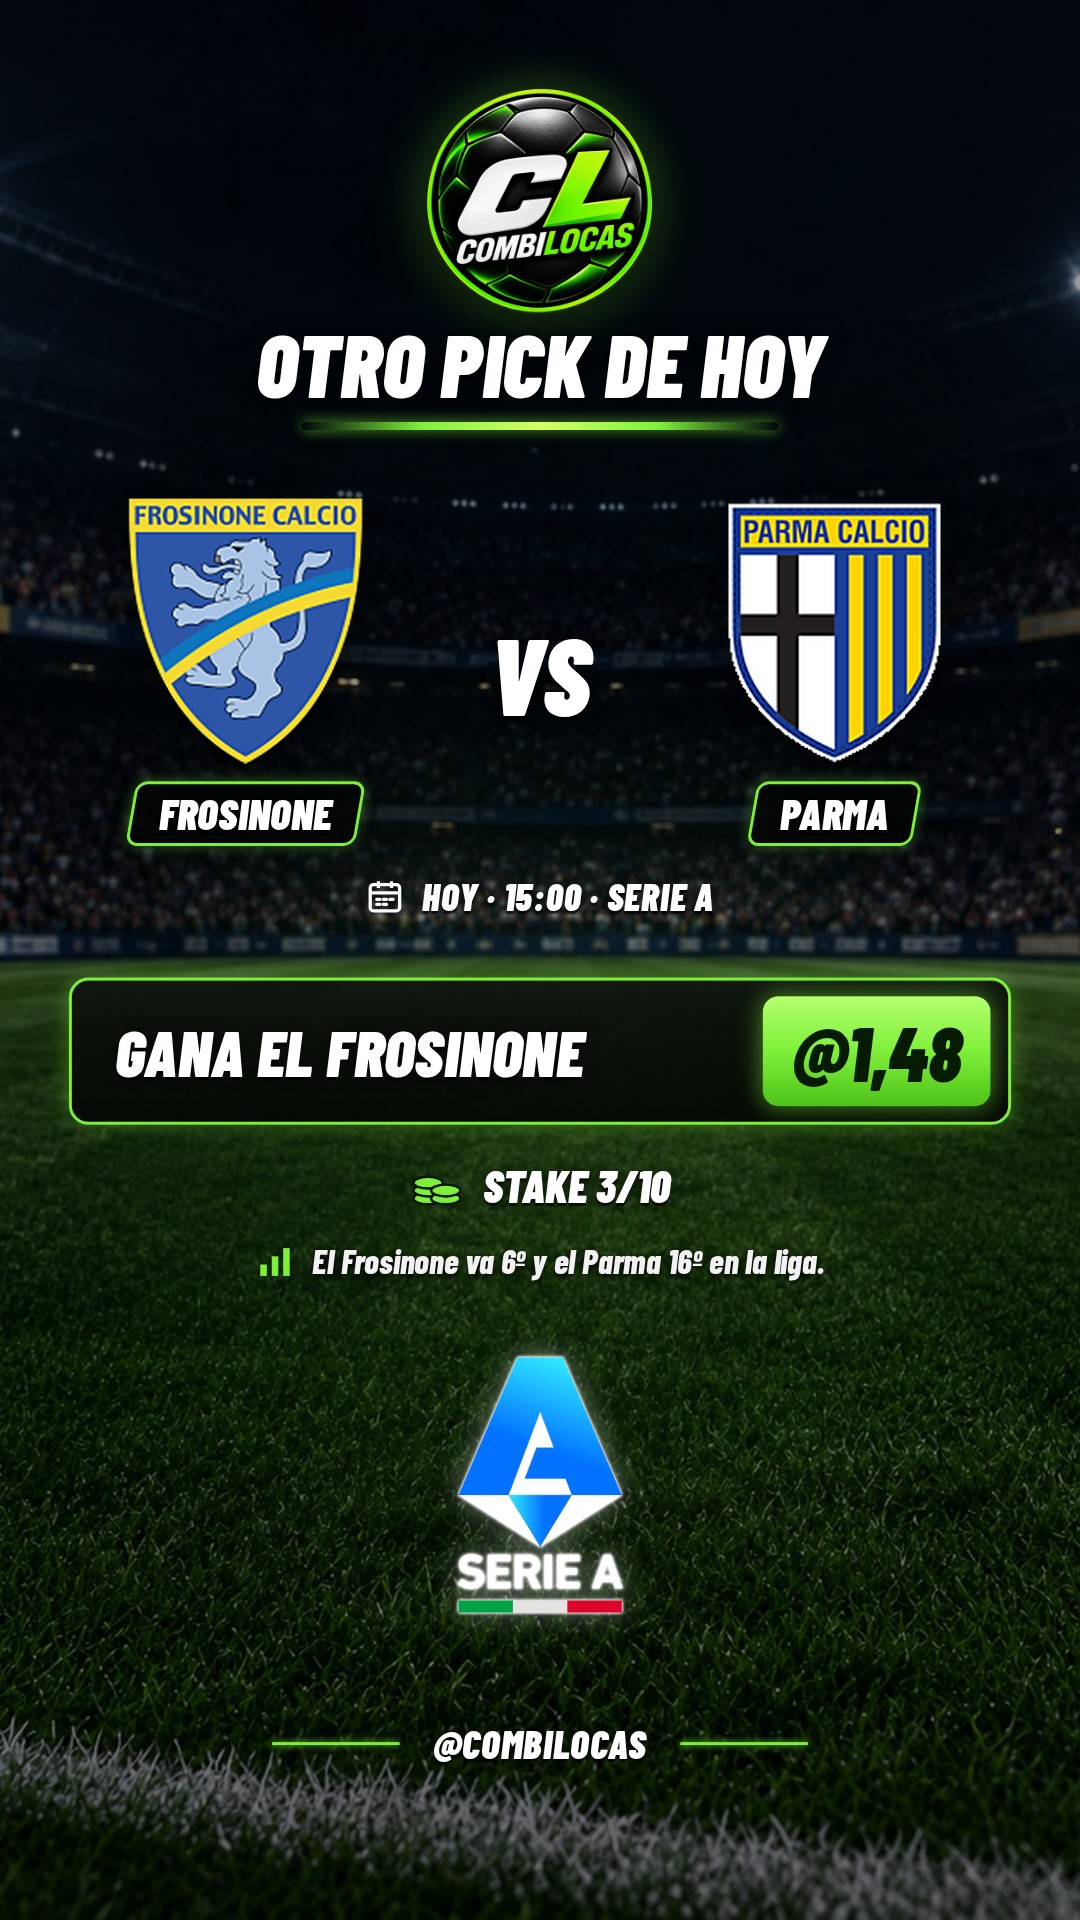 CL
COMBILOCAS
OTRO PICK DE HOY
FROSINONE CALCIO
PARMA CALCIO
VS
FROSINONE
PARMA
HOY · 15:00 · SERIE A
GANA EL FROSINONE
@1,48
STAKE 3/10
El Frosinone va 6º y el Parma 16º en la liga.
SERIE A
@COMBILOCAS